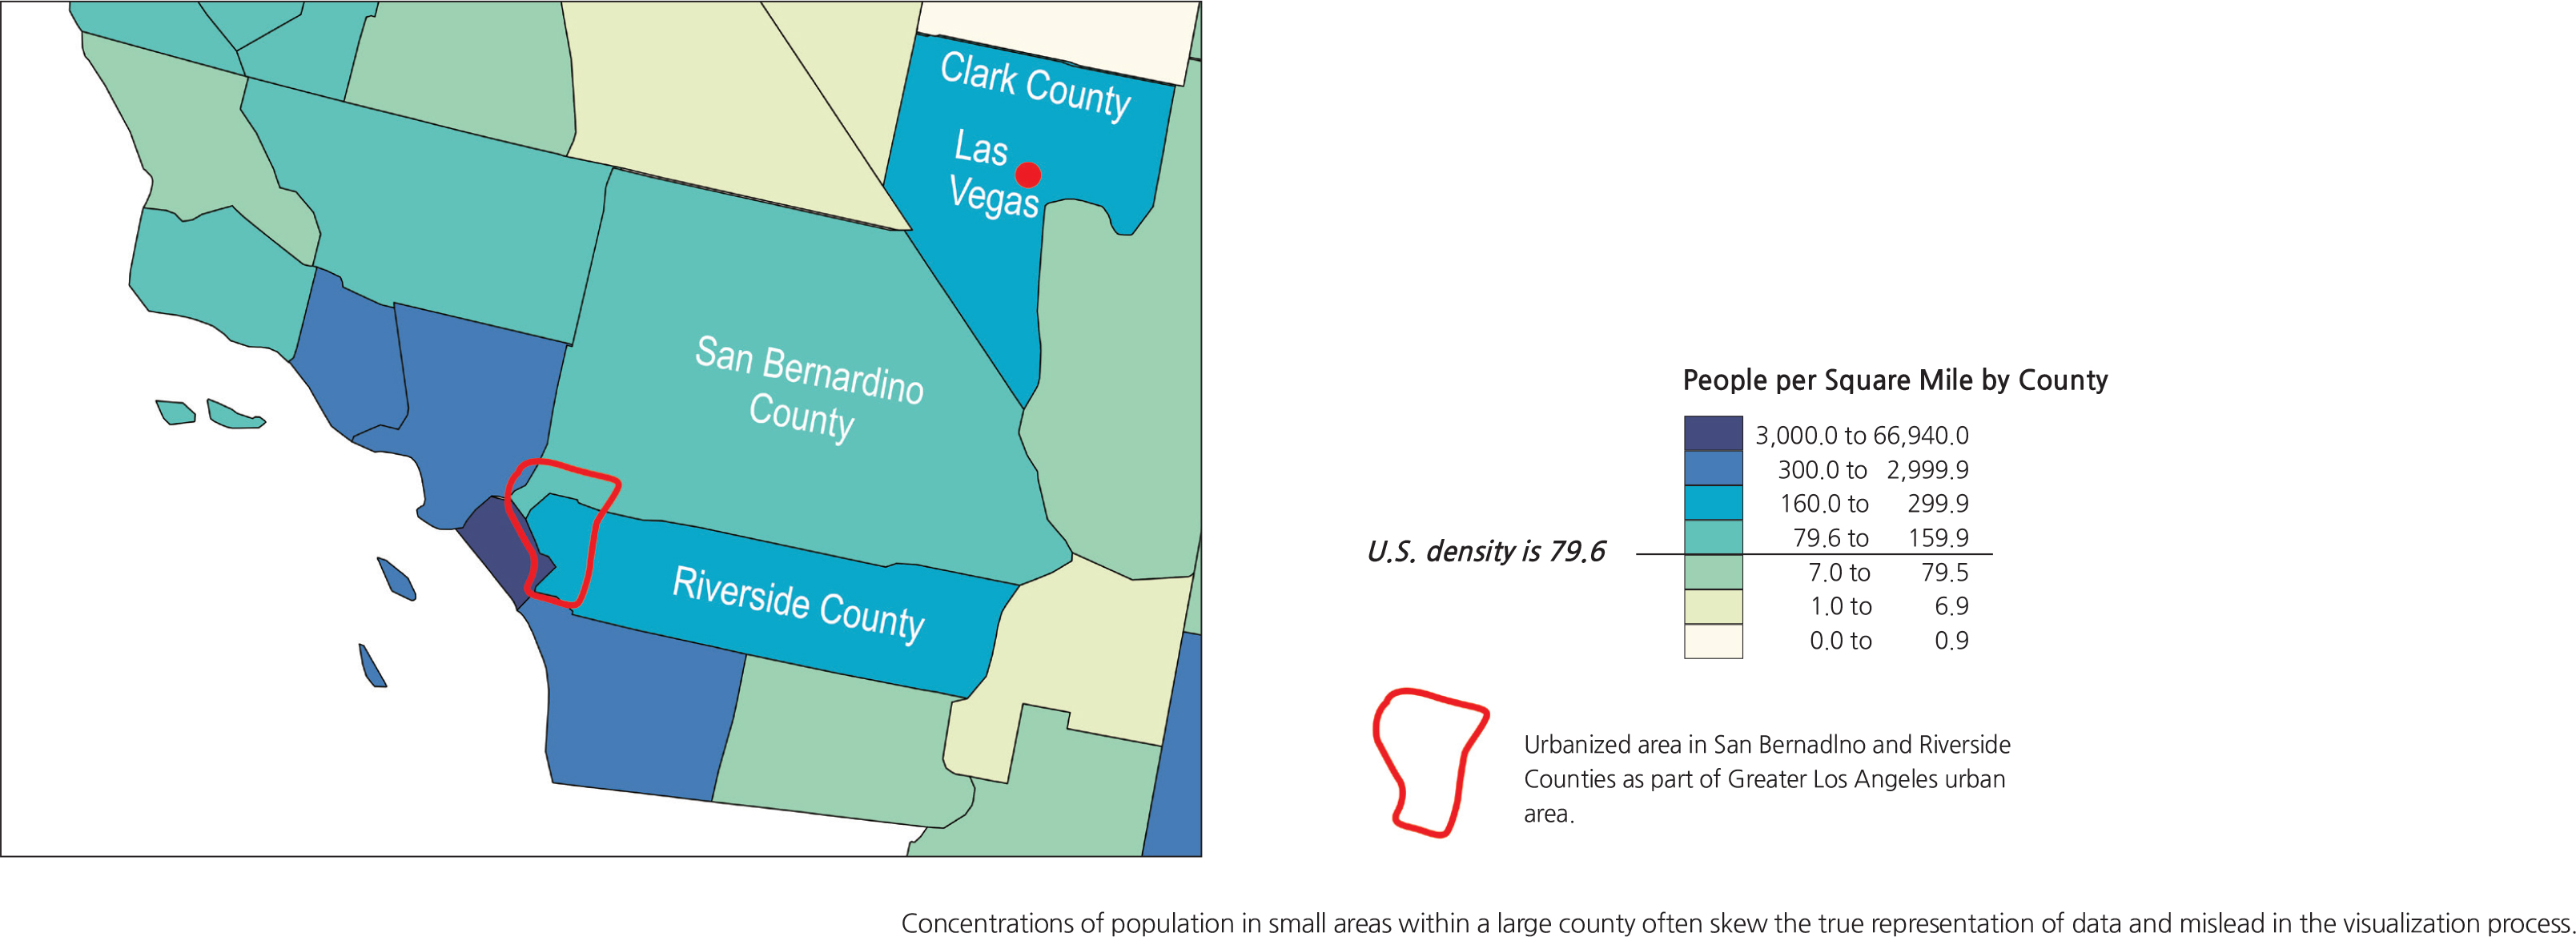 Clark County
Las
Vegas
San Bernardino
County
Riverside County
People per Square Mile by County
3,000.0 to 66,940.0
300.0 to 2,999.9
160.0 to 299.9
79.6 to 159.9
U.S. density is 79.6
7.0 to 79.5
1.0 to 6.9
0.0 to 0.9
Urbanized area in San Bernadlno and Riverside
Counties as part of Greater Los Angeles urban
area.
Concentrations of population in small areas within a large county often skew the true representation of data and mislead in the visualization process.